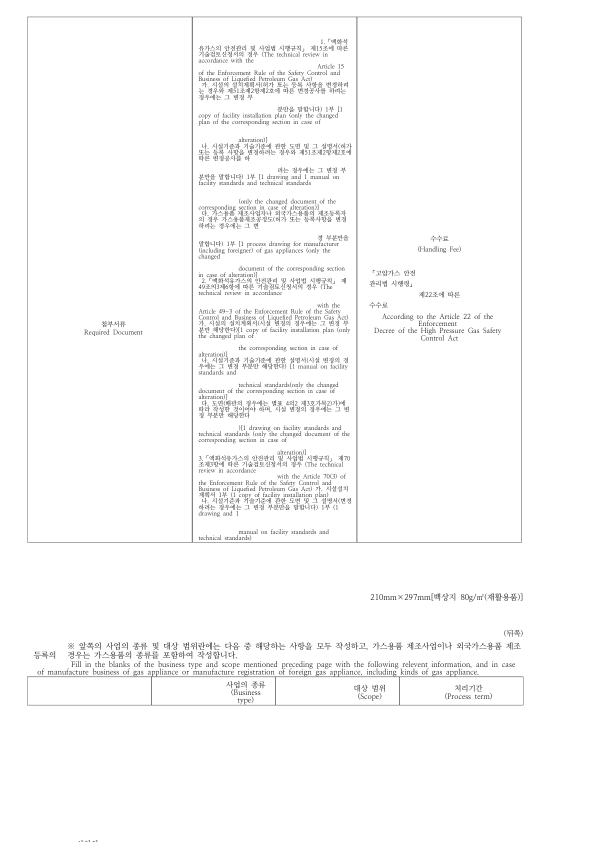 1.「액화석
유가스의 안전관리 및 사업법 시행규칙」 제15조에 따른
기술검토신청서의 경우 (The technical review in
accordance with the
Article 15
of the Enforcement Rule of the Safety Control and
Business of Liquefied Petroleum Gas Act)
가. 시설의 설치계획서(허가 또는 등록 사항을 변경하려
는 경우와 제51조제2항제2호에 따른 변경공사를 하려는
경우에는 그 변경 부
분만을 말합니다) 1부 [1
copy of facility installation plan (only the changed
plan of the corresponding section in case of
alteration)]
나. 시설기준과 기술기준에 관한 도면 및 그 설명서(허가
또는 등록 사항을 변경하려는 경우와 제51조제2항제2호에
따른 변경공사를 하
려는 경우에는 그 변경 부
분만을 말합니다) 1부 [1 drawing and 1 manual on
facility standards and technical standards
(only the changed document of the
corresponding section in case of alteration)]
다. 가스용품 제조사업자나 외국가스용품의 제조등록자
의 경우 가스용품제조공정도(허가 또는 등록사항을 변경
하려는 경우에는 그 변
경 부분만을
말합니다) 1부 [1 process drawing for manufacturer
(including foreigner) of gas appliances (only the
changed
document of the corresponding section
in case of alteration)]
2.「액화석유가스의 안전관리 및 사업법 시행규칙」 제
49조의3제6항에 따른 기술검토신청서의 경우 (The
technical review in accordance
with the
Article 49-3 of the Enforcement Rule of the Safety
Control and Business of Liquefied Petroleum Gas Act)
가. 시설의 설치계획서(시설 변경의 경우에는 그 변경 부
분만 해당한다)[1 copy of facility installation plan (only
the changed plan of
the corresponding section in case of
alteration)]
나. 시설기준과 기술기준에 관한 설명서(시설 변경의 경
우에는 그 변경 부분만 해당한다) [1 manual on facility
standards and
technical standards(only the changed
document of the corresponding section in case of
alteration)]
다. 도면(배관의 경우에는 별표 4의2 제3호가목2)가)에
따라 작성한 것이어야 하며, 시설 변경의 경우에는 그 변
경 부분만 해당한다
)[1 drawing on facility standards and
technical standards (only the changed document of the
corresponding section in case of
alteration)]
3.「액화석유가스의 안전관리 및 사업법 시행규칙」 제70
조제3항에 따른 기술검토신청서의 경우 (The technical
review in accordance
with the Article 70(3) of
the Enforcement Rule of the Safety Control and
Business of Liquefied Petroleum Gas Act) 가. 시설설치
계획서 1부 (1 copy of facility installation plan)
나. 시설기준과 기술기준에 관한 도면 및 그 설명서(변경
하려는 경우에는 그 변경 부분만을 말합니다) 1부 (1
drawing and 1
manual on facility standards and
technical standards)
첨부서류
Required Document
수수료
(Handling Fee)
「고압가스 안전
관리법 시행령」
제22조에 따른
수수료
According to the Article 22 of the
Enforcement
Decree of the High Pressure Gas Safety
Control Act
210mm×297mm[백상지 80g/㎡(재활용품)]
(뒤쪽)
※ 앞쪽의 사업의 종류 및 대상 범위란에는 다음 중 해당하는 사항을 모두 작성하고, 가스용품 제조사업이나 외국가스용품 제조
등록의 경우는 가스용품의 종류를 포함하여 작성합니다.
Fill in the blanks of the business type and scope mentioned preceding page with the following relevent information, and in case
of manufacture business of gas appliance or manufacture registration of foreign gas appliance, including kinds of gas appliance.
사업의 종류
(Business
type)
대상 범위
(Scope)
처리기간
(Process term)